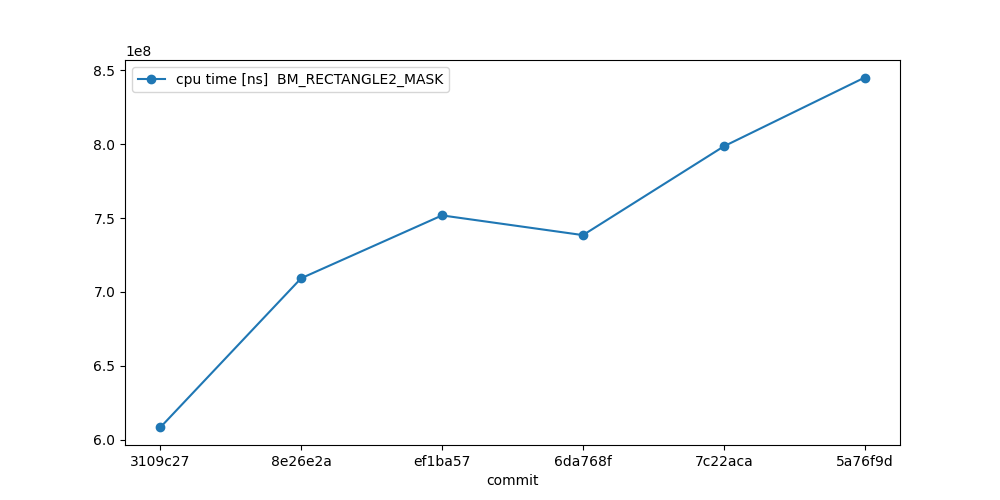 1e8
cpu time [ns]  BM_RECTANGLE2_MASK
8.5
8.0
7.5
7.0
6.5
6.0
3109c27 8e26e2a ef1ba57 6da768f 7c22aca 5a76f9d
commit